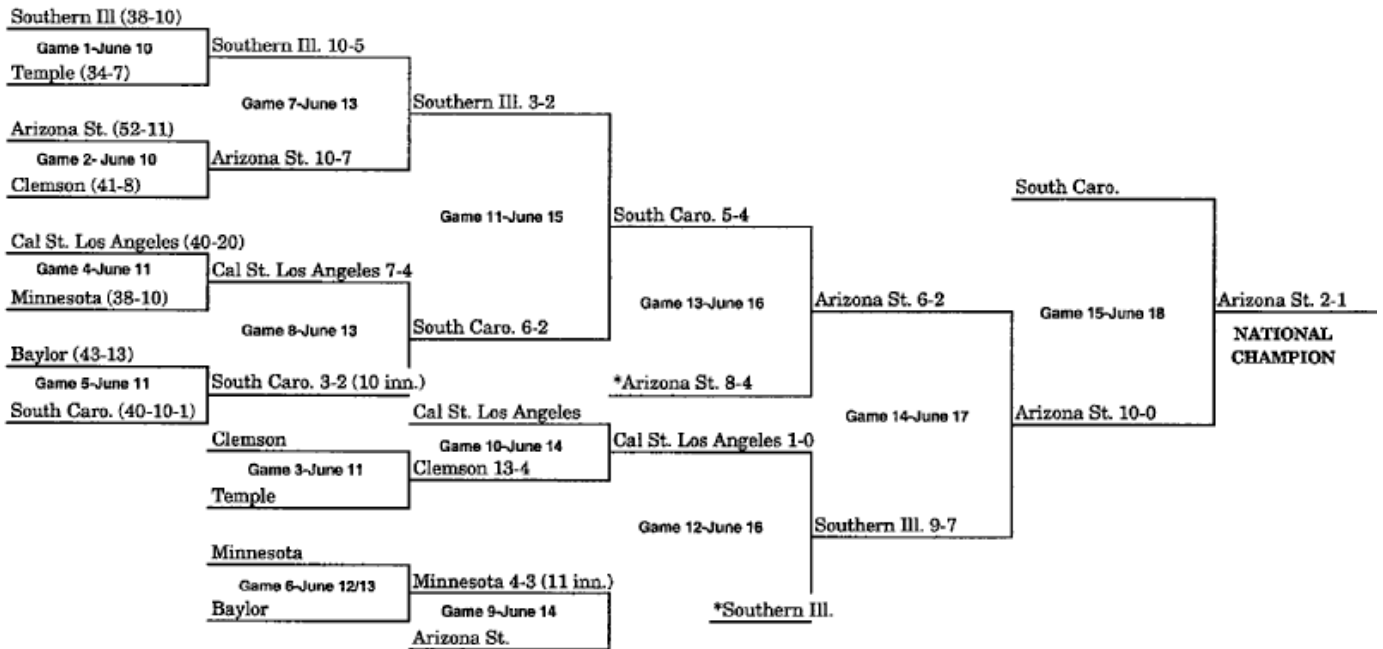 Southern Ill (38-10)
Game 1-June 10
Temple (34-7)
Southern Ill. 10-5
Game 7-June 13
Arizona St. (52-11)
Game 2- June 10
Clemson (41-8)
Arizona St. 10-7
Southern Ill. 3-2
Game 11-June 15
Cal St. Los Angeles (40-20)
Game 4-June 11
Minnesota (38-10)
Cal St. Los Angeles 7-4
Game 8-June 13
Baylor (43-13)
Game 5-June 11
South Caro. (40-10-1)
South Caro. 3-2 (10 inn.)
South Caro. 6-2
South Caro. 5-4
Game 13-June 16
*Arizona St. 8-4
Arizona St. 6-2
Game 14-June 17
Clemson
Game 3-June 11
Temple
Cal St. Los Angeles
Game 10-June 14
Clemson 13-4
Cal St. Los Angeles 1-0
Game 12-June 16
*Southern Ill.
Southern Ill. 9-7
Minnesota
Game 6-June 12/13
Baylor
Minnesota 4-3 (11 inn.)
Game 9-June 14
Arizona St.
South Caro.
Game 15-June 18
Arizona St. 10-0
Arizona St. 2-1
NATIONAL
CHAMPION